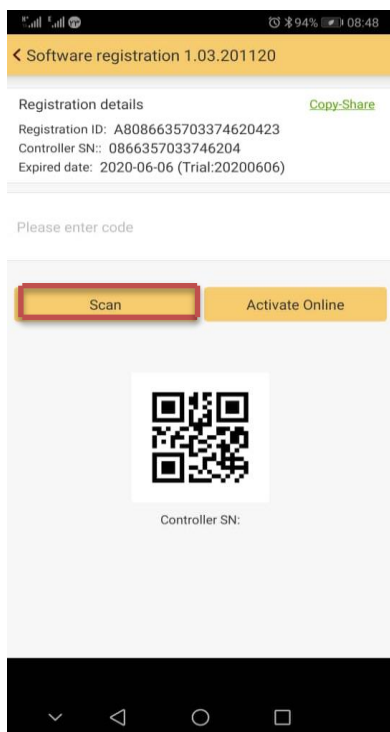 94% 08:48
Software registration 1.03.201120
Registration details Copy-Share
Registration ID: A8086635703374620423
Controller SN:: 0866357033746204
Expired date: 2020-06-06 (Trial:20200606)
Please enter code
Scan Activate Online
Controller SN: